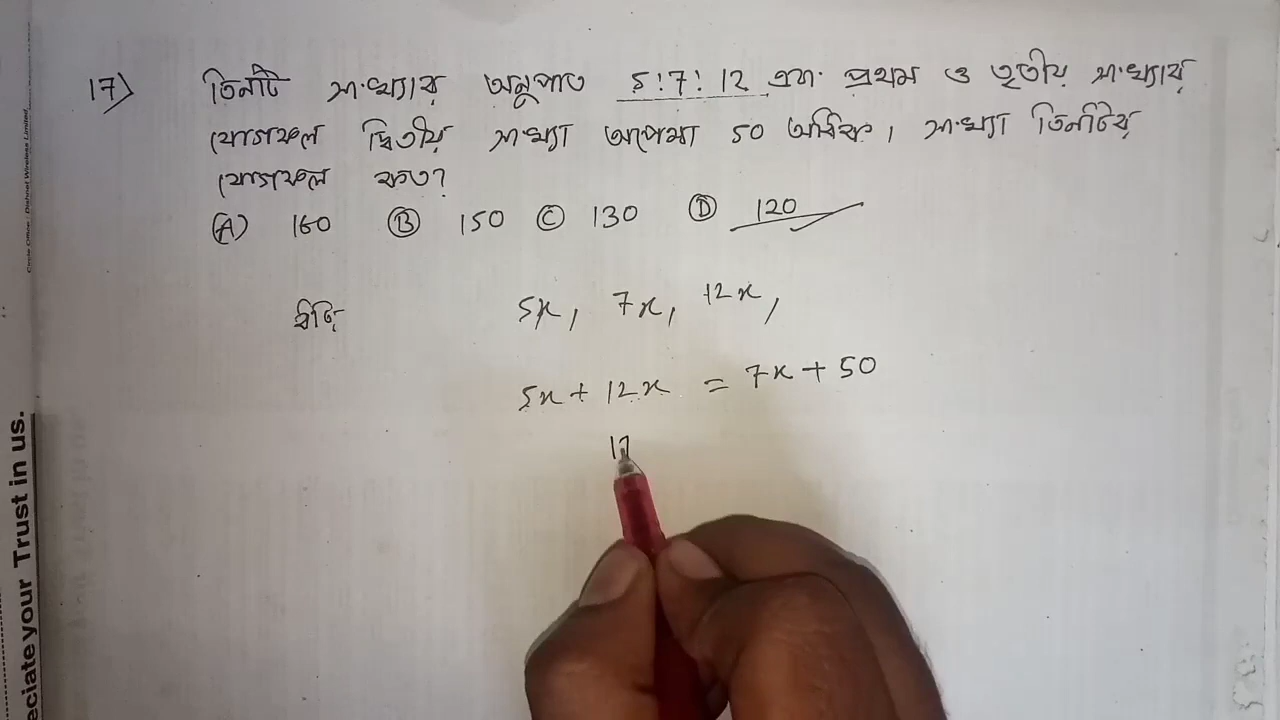 17) তিনটি সংখ্যার অনুপাত 5:7:12 এবং প্রথম ও তৃতীয় সংখ্যার
যোগফল দ্বিতীয় সংখ্যা অপেক্ষা 50 অধিক। সংখ্যা তিনটির
যোগফল কত?
(A) 160 (B) 150 (C) 130 (D) 120
ধরি 5x, 7x, 12x,
5x + 12x = 7x + 50
17
eciate your Trust in us.